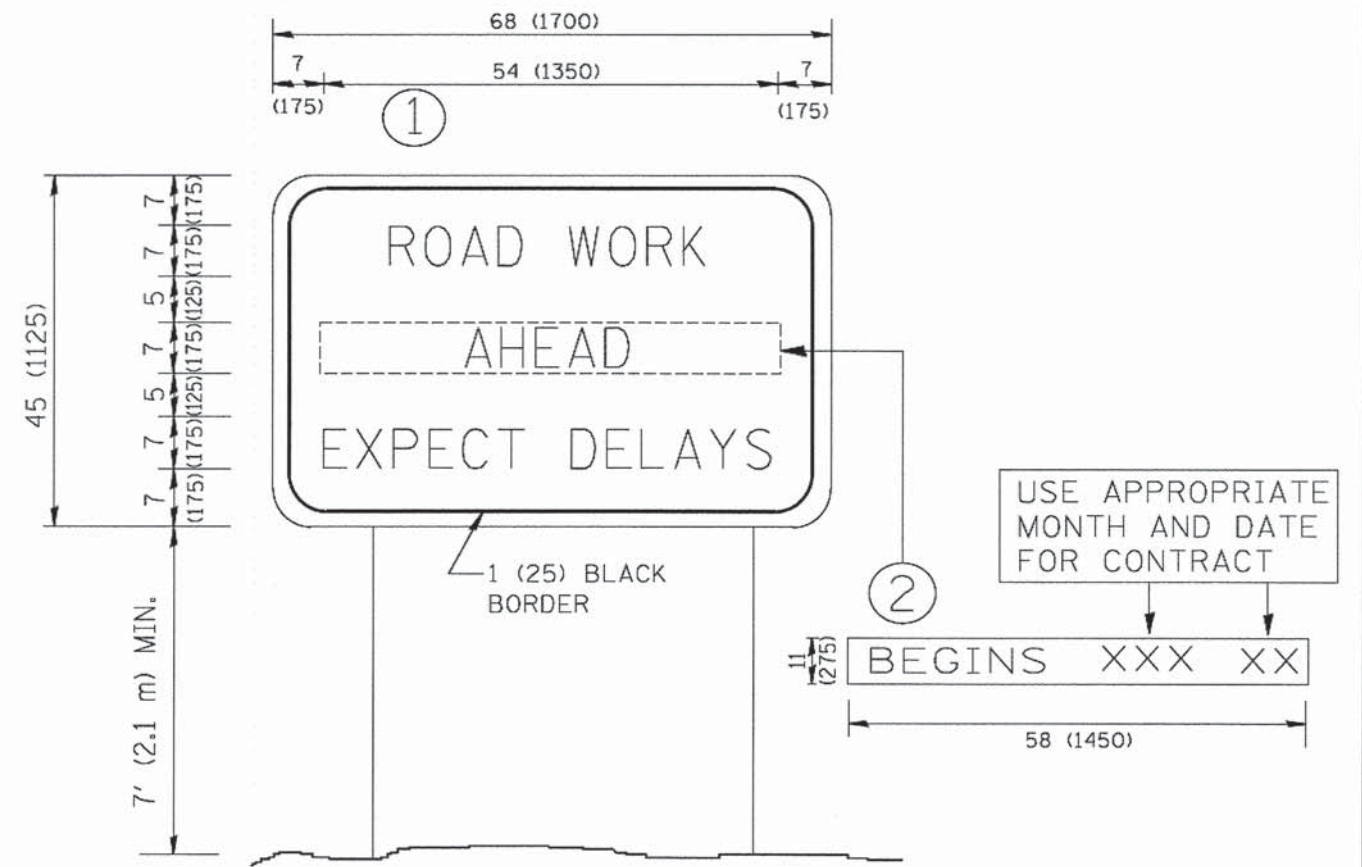 68 (1700)
7
54 (1350)
7
(175)
(175)
1
45 (1125)
7
(175)
7
(175)
5
(125)
7
(175)
5
(125)
7
(175)
7
(175)
ROAD WORK
AHEAD
EXPECT DELAYS
1 (25) BLACK
BORDER
7' (2.1 m) MIN.
USE APPROPRIATE
MONTH AND DATE
FOR CONTRACT
2
11
(275)
BEGINS XXX XX
58 (1450)